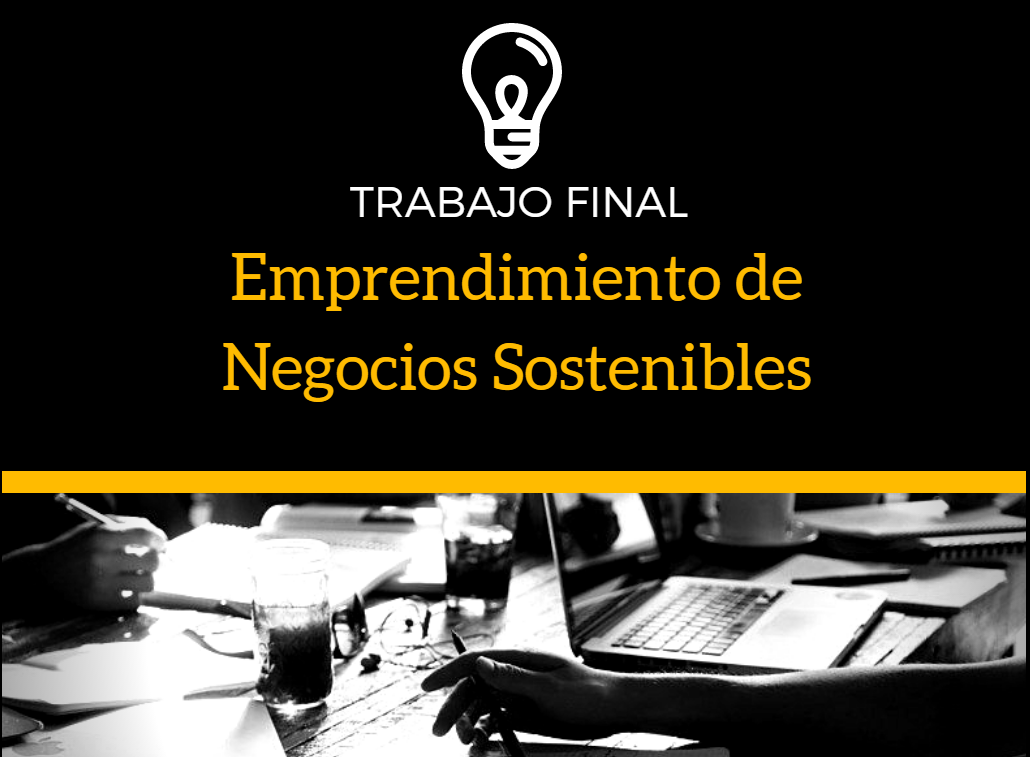 TRABAJO FINAL
Emprendimiento de
Negocios Sostenibles